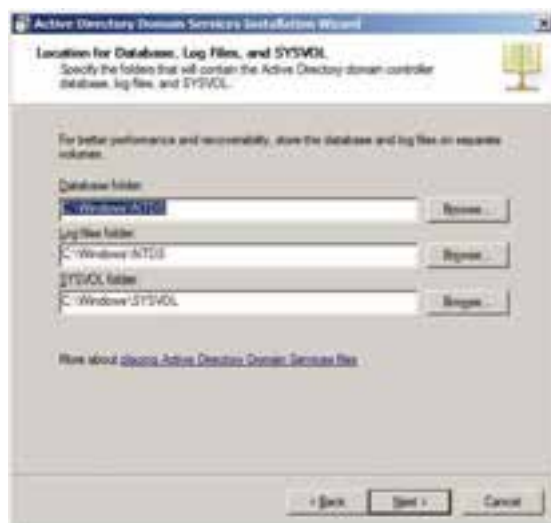 Active Directory Domain Services Installation Wizard
Location for Database, Log Files, and SYSVOL
Specify the folders that will contain the Active Directory domain controller
database, log files, and SYSVOL.
For better performance and recoverability, store the database and log files on separate
volumes.
Database folder:
C:\Windows\NTDS
Browse...
Log files folder:
C:\Windows\NTDS
Browse...
SYSVOL folder:
C:\Windows\SYSVOL
Browse...
More about placing Active Directory Domain Services files
< Back
Next >
Cancel